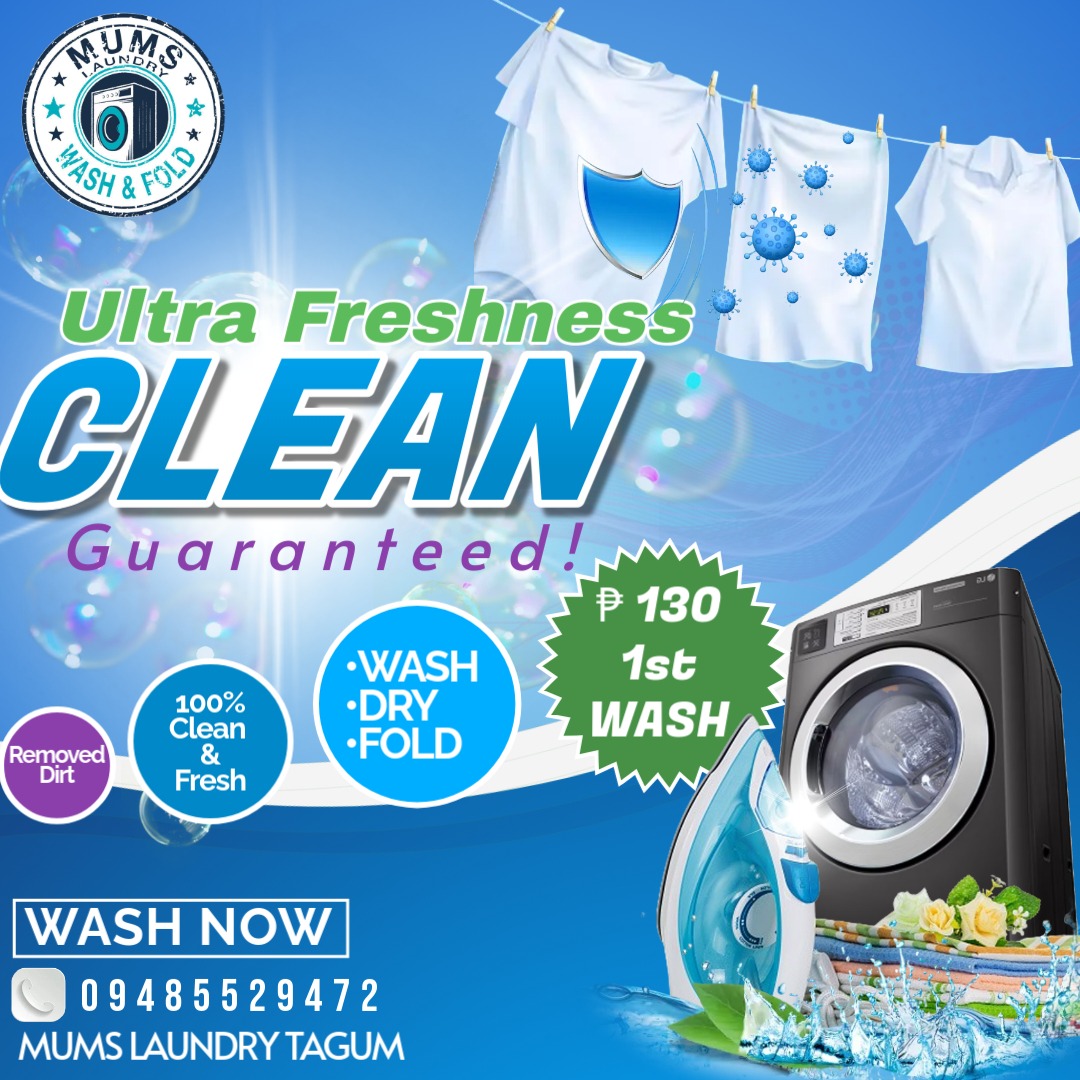 MUMS
LAUNDRY
WASH & FOLD
Ultra Freshness
CLEAN
Guaranteed!
₱ 130
1st
WASH
•WASH
•DRY
•FOLD
100%
Clean
&
Fresh
Removed
Dirt
LG
WASH NOW
09485529472
MUMS LAUNDRY TAGUM